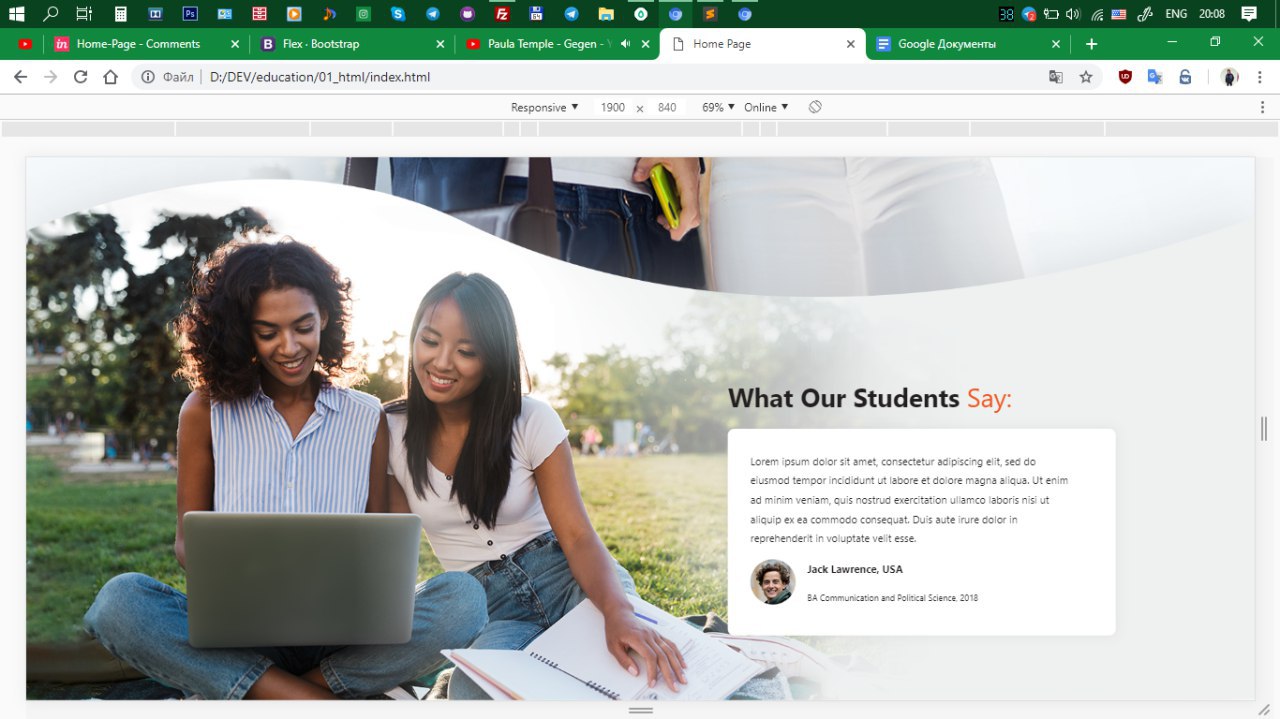 64
38
ENG
20:08
Home-Page - Comments
Flex · Bootstrap
Paula Temple - Gegen -
Home Page
Google Документы
Файл
D:/DEV/education/01_html/index.html
Responsive
1900 × 840
69%
Online
What Our Students Say:
Lorem ipsum dolor sit amet, consectetur adipiscing elit, sed do
eiusmod tempor incididunt ut labore et dolore magna aliqua. Ut enim
ad minim veniam, quis nostrud exercitation ullamco laboris nisi ut
aliquip ex ea commodo consequat. Duis aute irure dolor in
reprehenderit in voluptate velit esse.
Jack Lawrence, USA
BA Communication and Political Science. 2018